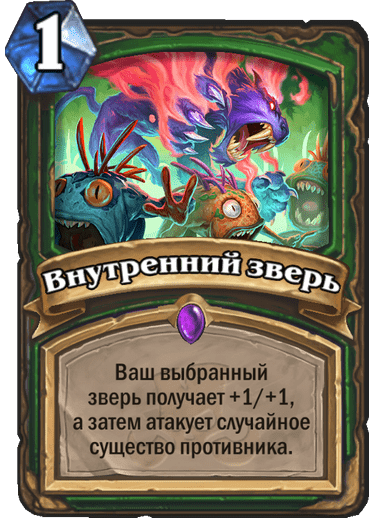 1
Внутренний зверь
Ваш выбранный
зверь получает +1/+1,
а затем атакует случайное
существо противника.